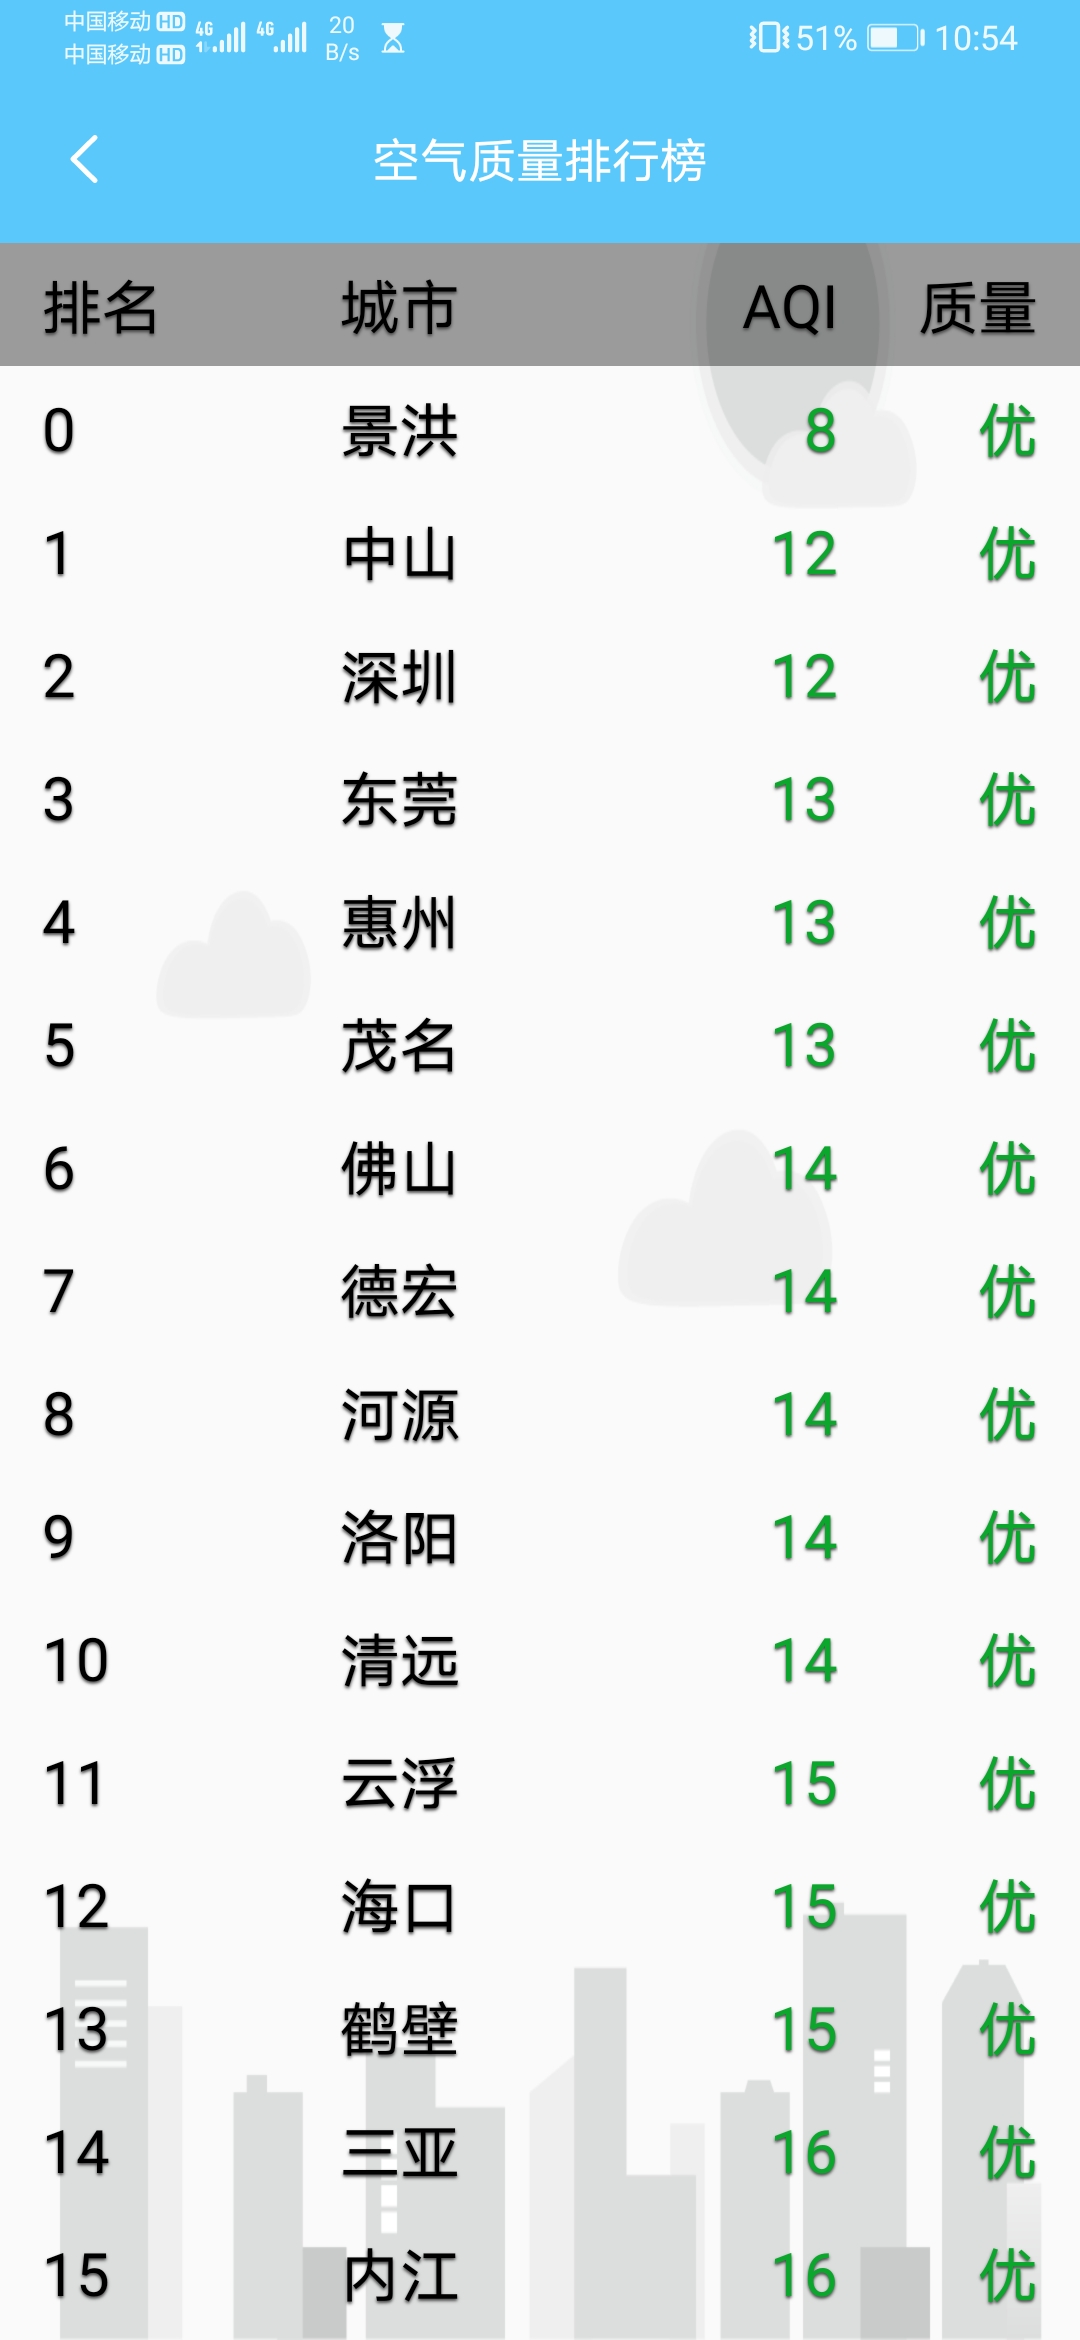 中国移动 HD 4G 4G 20 51% 10:54
中国移动 HD 1 B/s
空气质量排行榜
排名 城市 AQI 质量
0 景洪 8 优
1 中山 12 优
2 深圳 12 优
3 东莞 13 优
4 惠州 13 优
5 茂名 13 优
6 佛山 14 优
7 德宏 14 优
8 河源 14 优
9 洛阳 14 优
10 清远 14 优
11 云浮 15 优
12 海口 15 优
13 鹤壁 15 优
14 三亚 16 优
15 内江 16 优